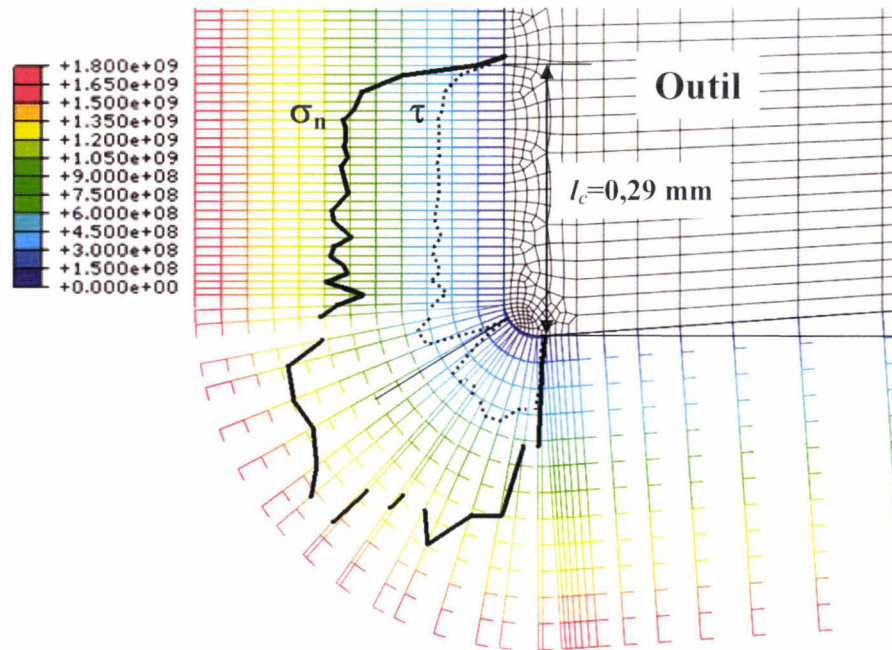 +1.800e+09
+1.650e+09
+1.500e+09
+1.350e+09
+1.200e+09
+1.050e+09
+9.000e+08
+7.500e+08
+6.000e+08
+4.500e+08
+3.000e+08
+1.500e+08
+0.000e+00
σn
τ
Outil
lc=0,29 mm